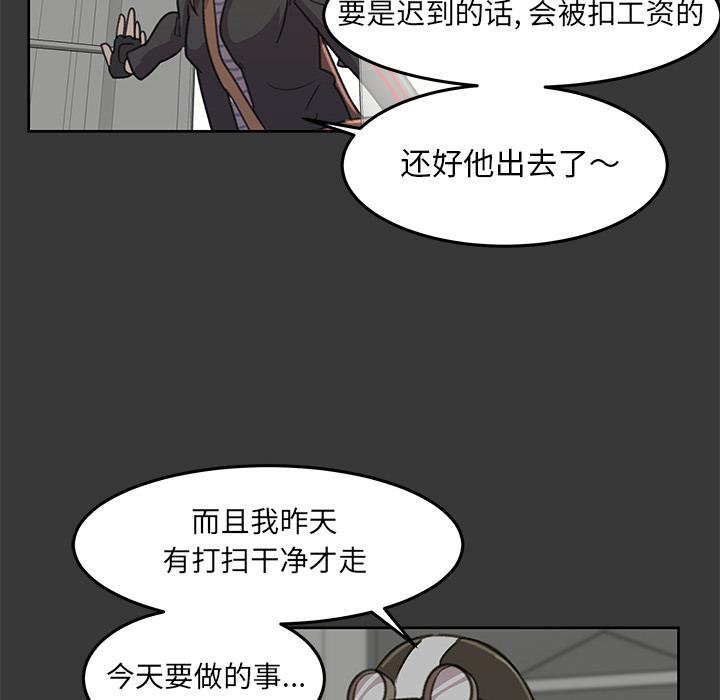 要是迟到的话, 会被扣工资的
还好他出去了～
而且我昨天
有打扫干净才走
今天要做的事...